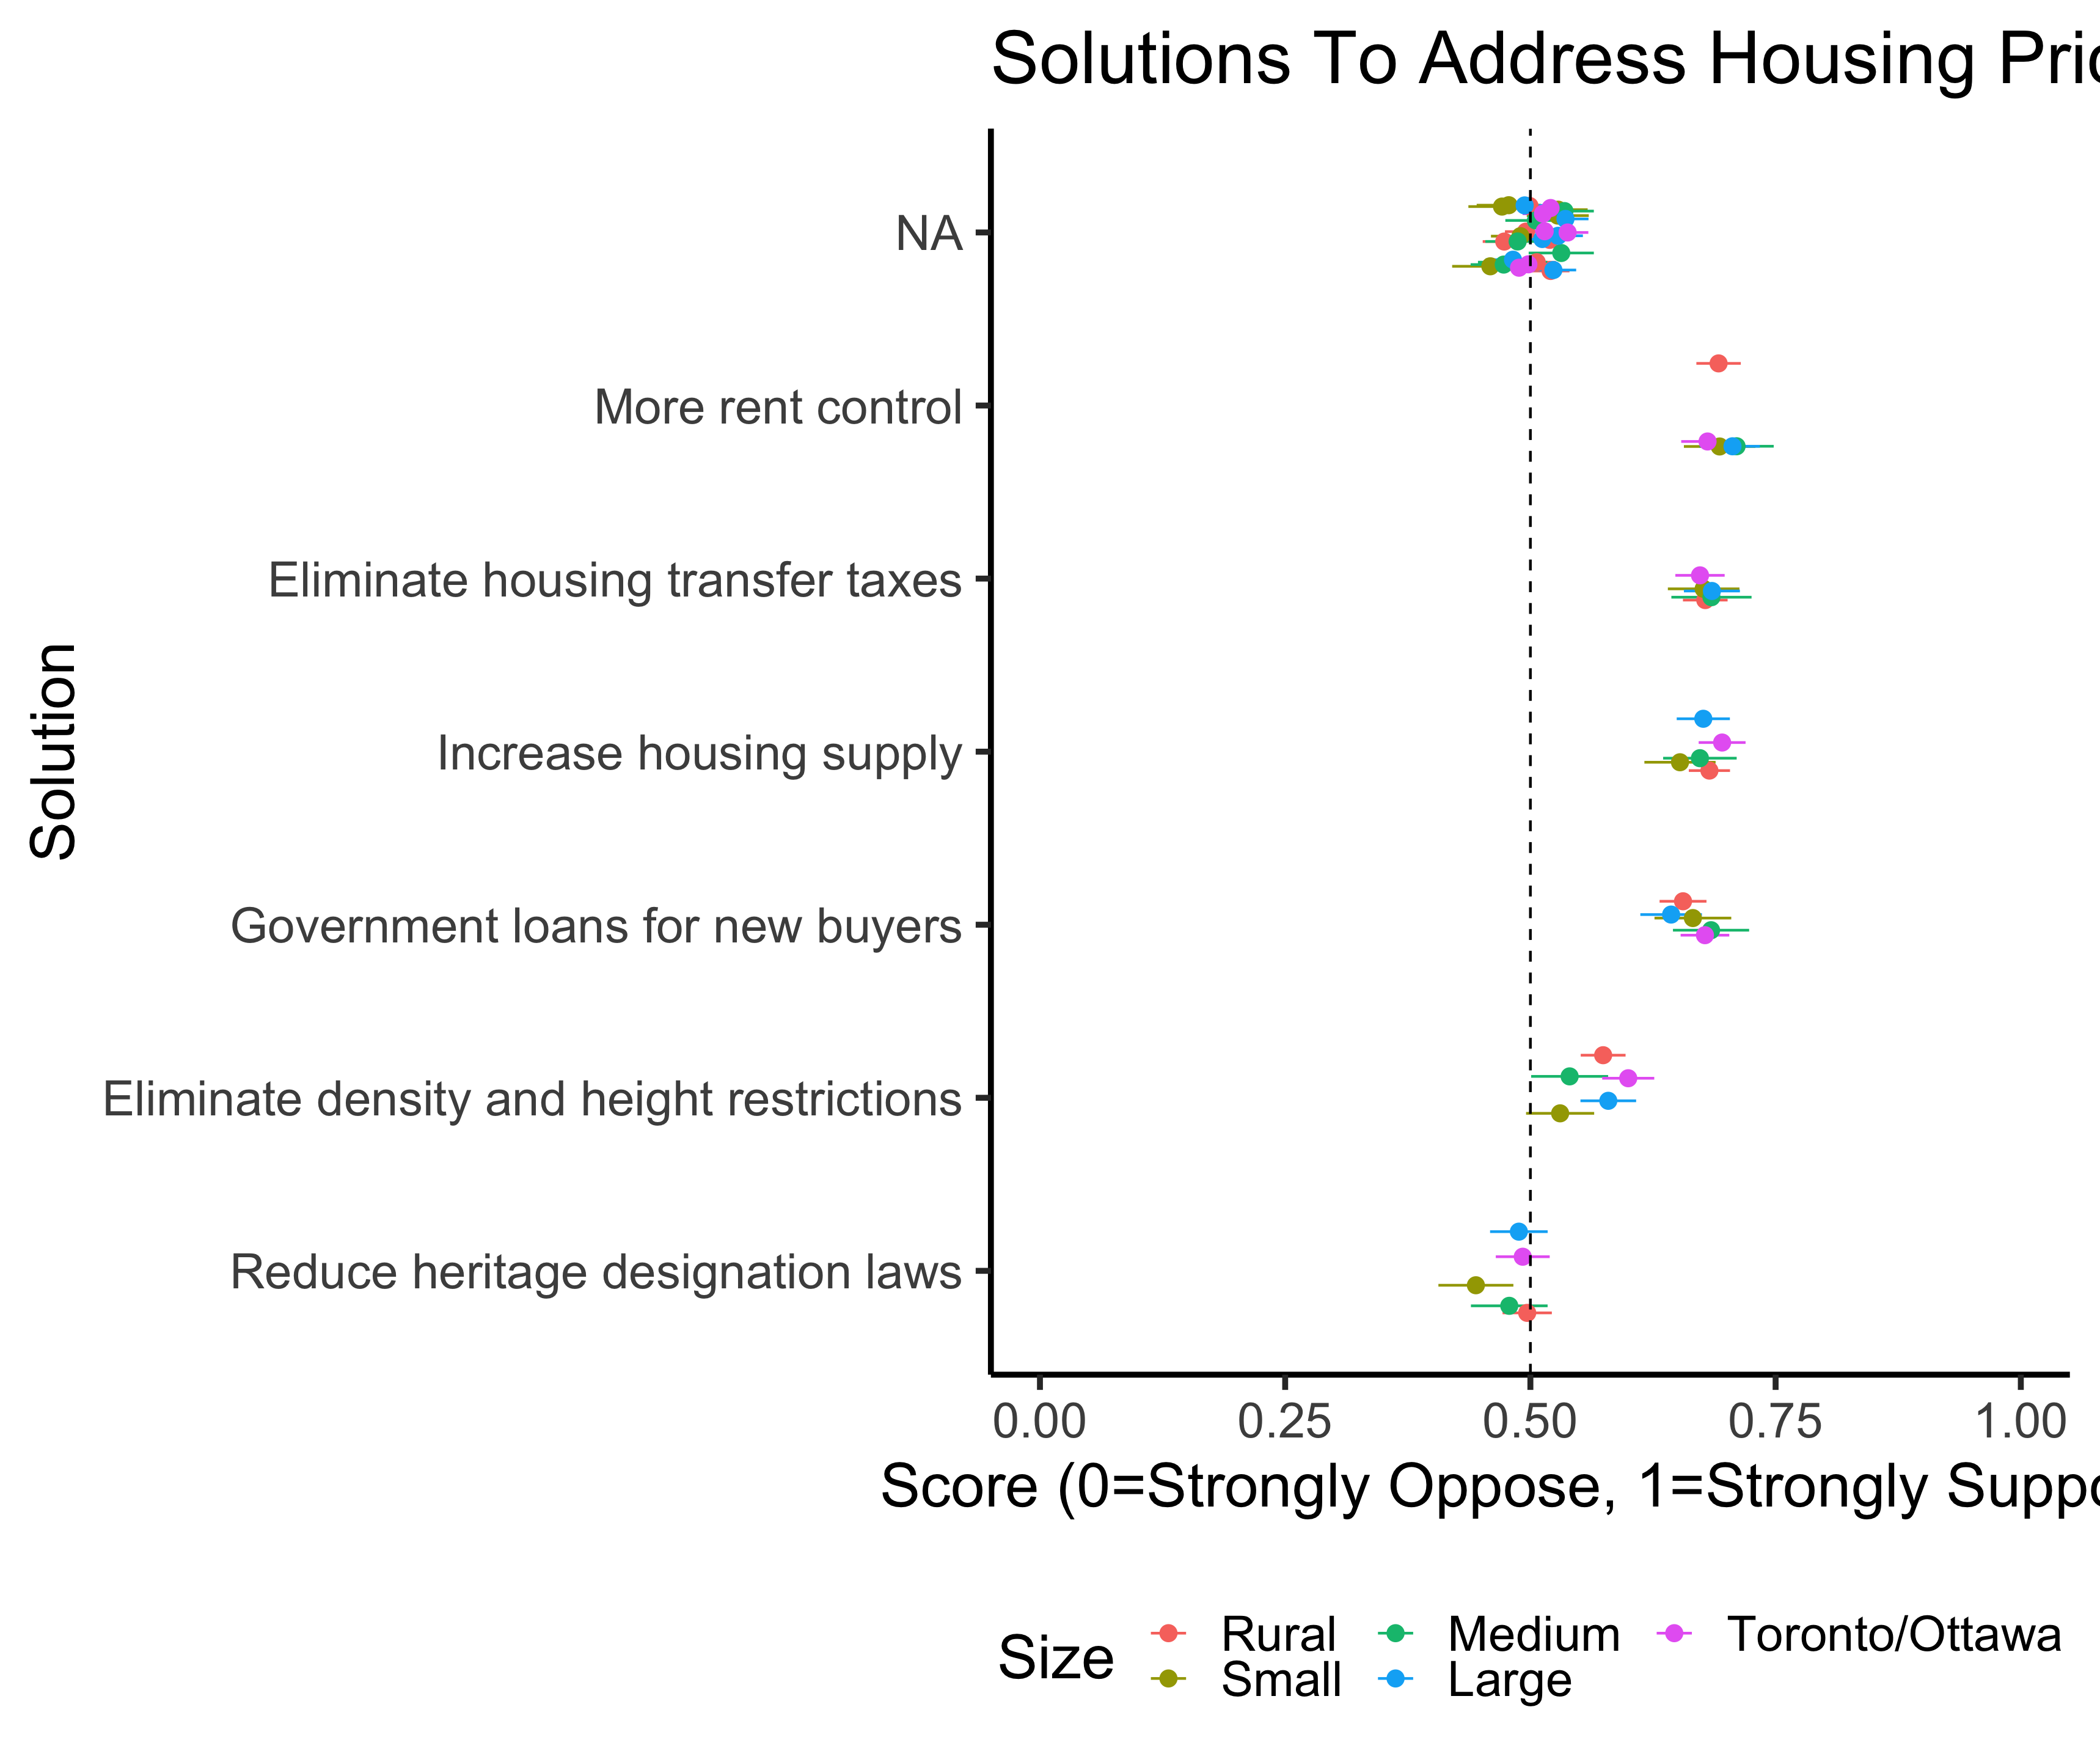 Solutions To Address Housing Pric
NA
More rent control
Eliminate housing transfer taxes
Increase housing supply
Government loans for new buyers
Eliminate density and height restrictions
Reduce heritage designation laws
Solution
0.00 0.25 0.50 0.75 1.00
Score (0=Strongly Oppose, 1=Strongly Suppo
Size
Rural Medium Toronto/Ottawa
Small Large